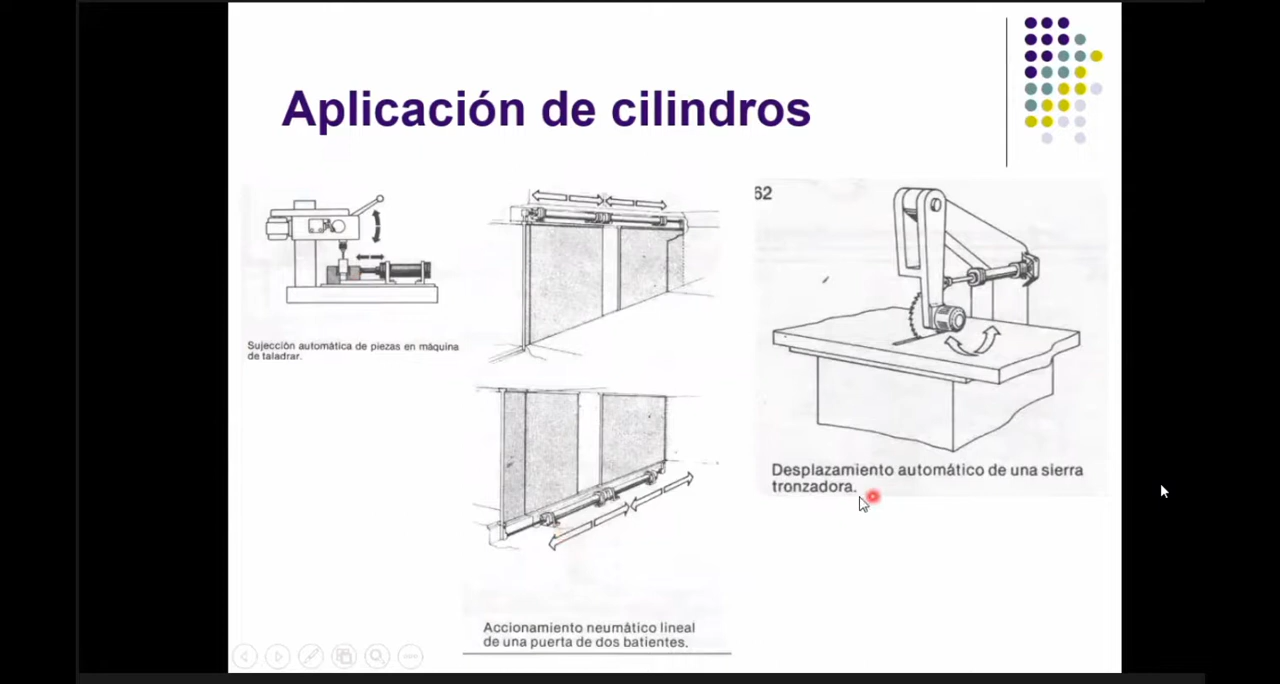 Aplicación de cilindros
Sujección automática de piezas en máquina
de taladrar.
62
Desplazamiento automático de una sierra
tronzadora.
Accionamiento neumático lineal
de una puerta de dos batientes.